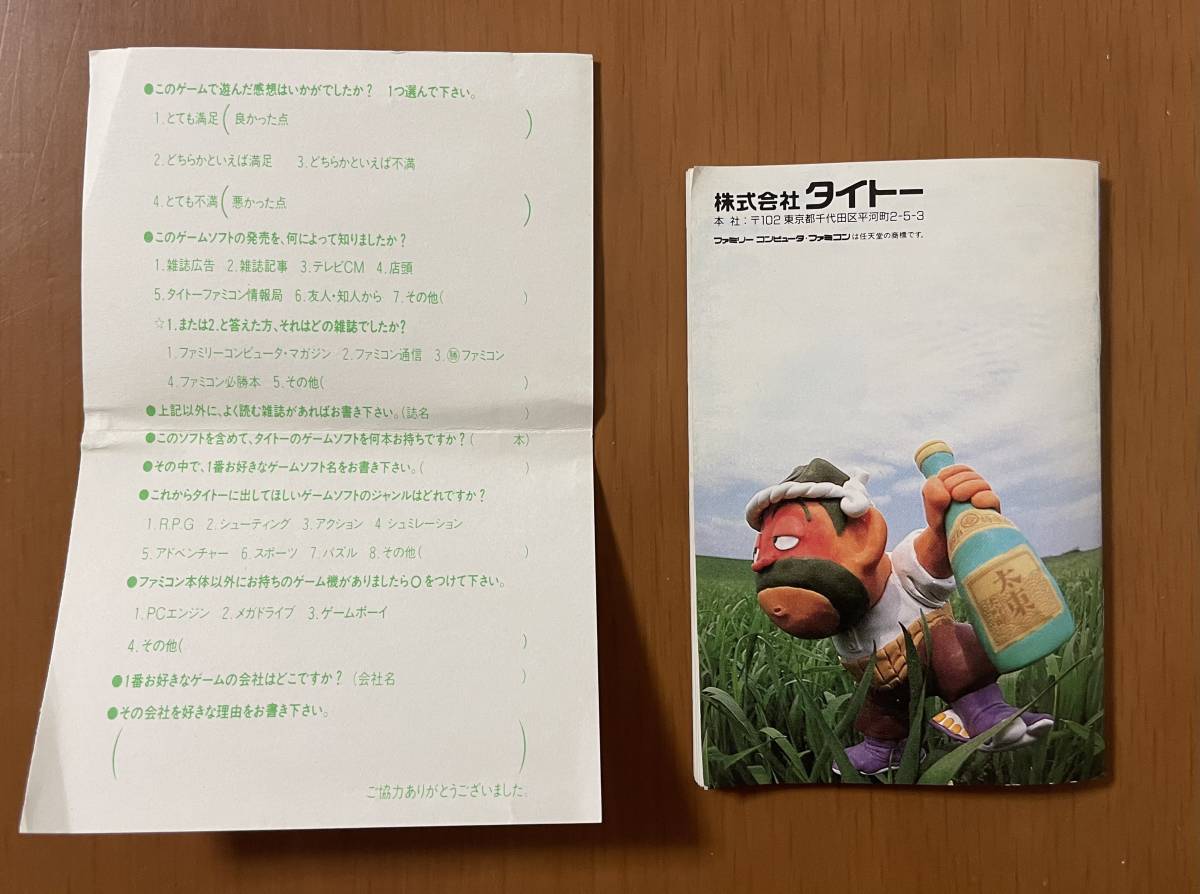 ●このゲームで遊んだ感想はいかがでしたか？ 1つ選んで下さい。
1.とても満足( 良かった点 )
2.どちらかといえば満足 3.どちらかといえば不満
4.とても不満( 悪かった点 )
●このゲームソフトの発売を、何によって知りましたか？
1.雑誌広告 2.雑誌記事 3.テレビCM 4.店頭
5.タイトーファミコン情報局 6.友人・知人から 7.その他( )
☆1.または2.と答えた方、それはどの雑誌でしたか？
1.ファミリーコンピュータ・マガジン 2.ファミコン通信 3.㊝ファミコン
4.ファミコン必勝本 5.その他( )
●上記以外に、よく読む雑誌があればお書き下さい。(誌名 )
●このソフトを含めて、タイトーのゲームソフトを何本お持ちですか？( 本)
●その中で、1番お好きなゲームソフト名をお書き下さい。( )
●これからタイトーに出してほしいゲームソフトのジャンルはどれですか？
1.R.P.G 2.シューティング 3.アクション 4 シュミレーション
5.アドベンチャー 6.スポーツ 7.パズル 8.その他( )
●ファミコン本体以外にお持ちのゲーム機がありましたら○をつけて下さい。
1.PCエンジン 2.メガドライブ 3.ゲームボーイ
4.その他( )
●1番お好きなゲームの会社はどこですか？ (会社名 )
●その会社を好きな理由をお書き下さい。
( )
ご協力ありがとうございました。
株式会社 タイトー
本 社：〒102 東京都千代田区平河町2-5-3
ファミリー コンピュータ・ファミコンは任天堂の商標です。
太東